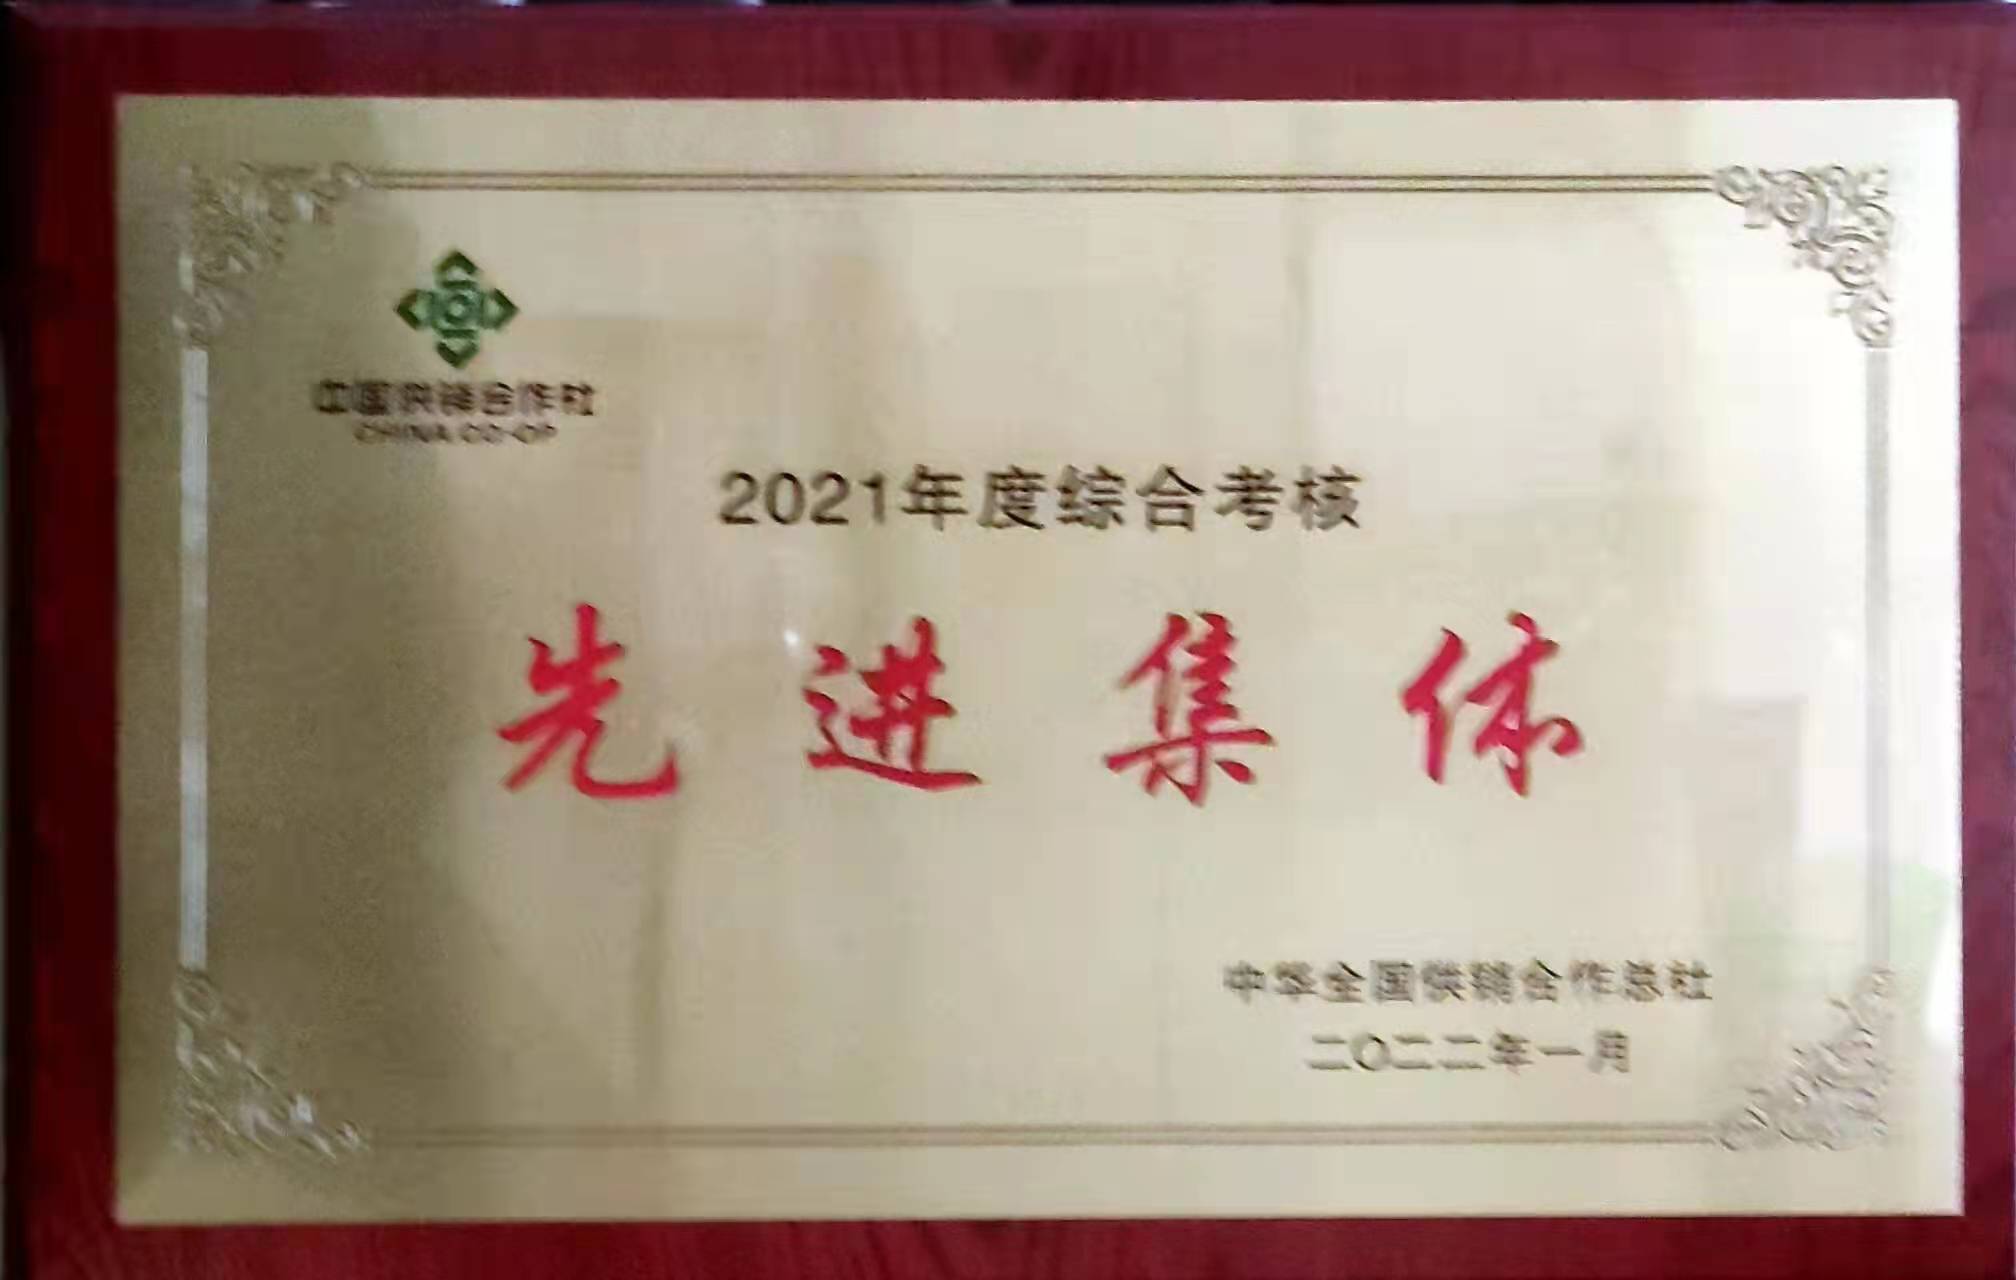 中国供销合作社
CHINA CO-OP
2021年度综合考核
先进集体
中华全国供销合作总社
二〇二二年一月